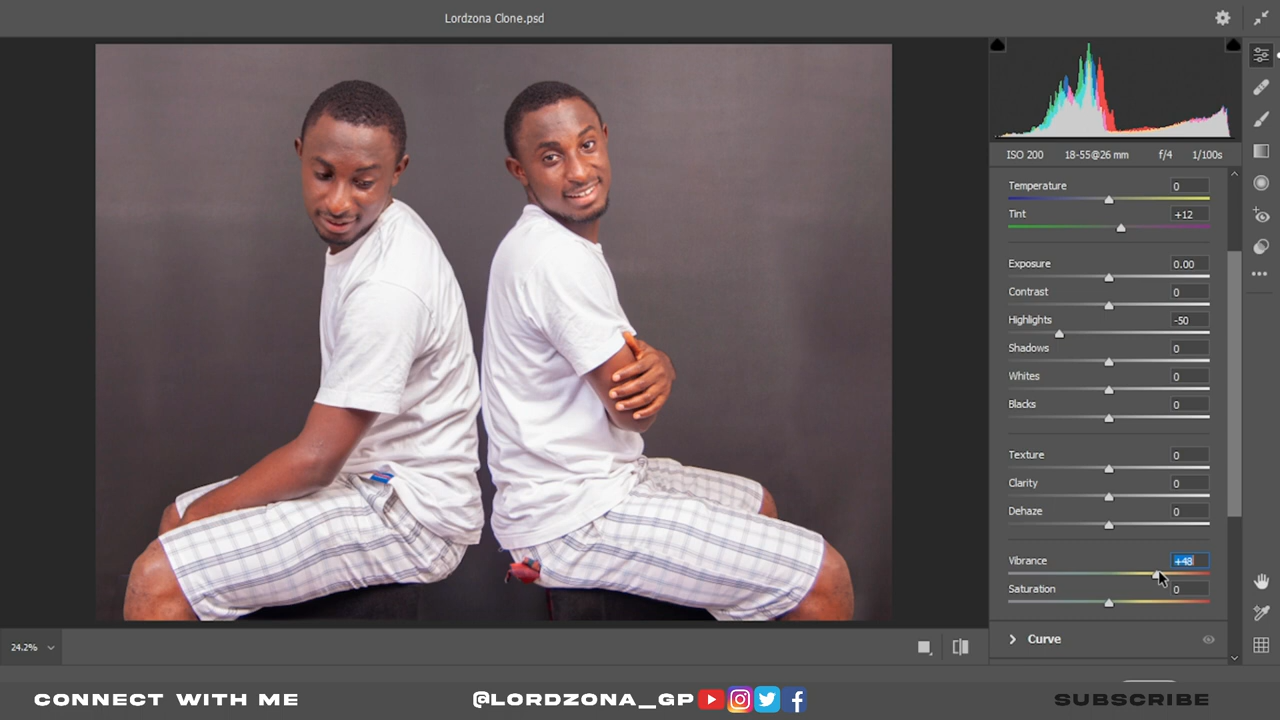 Lordzona Clone.psd
ISO 200 18-55@26 mm f/4 1/100s
Temperature 0
Tint +12
Exposure 0.00
Contrast 0
Highlights -50
Shadows 0
Whites 0
Blacks 0
Texture 0
Clarity 0
Dehaze 0
Vibrance +48
Saturation 0
Curve
24.2%
CONNECT WITH ME @LORDZONA_GP SUBSCRIBE